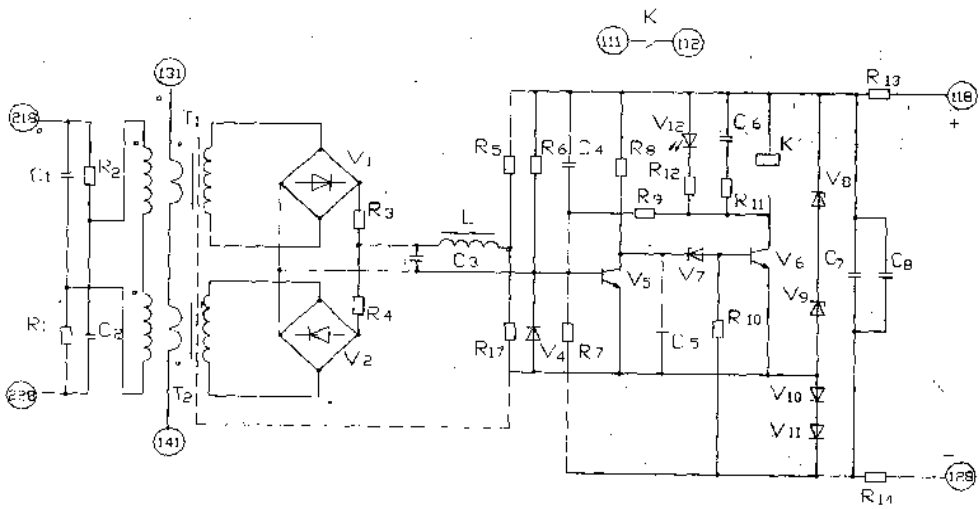 K
111
112
131
R13
118
+
218
T1
C1
R2
V1
R3
L
C3
R5
R6
C4
R8
V12
R12
C6
R11
K
V8
R9
V5
V7
V6
V9
C7
C8
R1
C2
R4
V2
R17
V4
R7
C5
R10
T2
V10
V11
228
141
R14
128
−